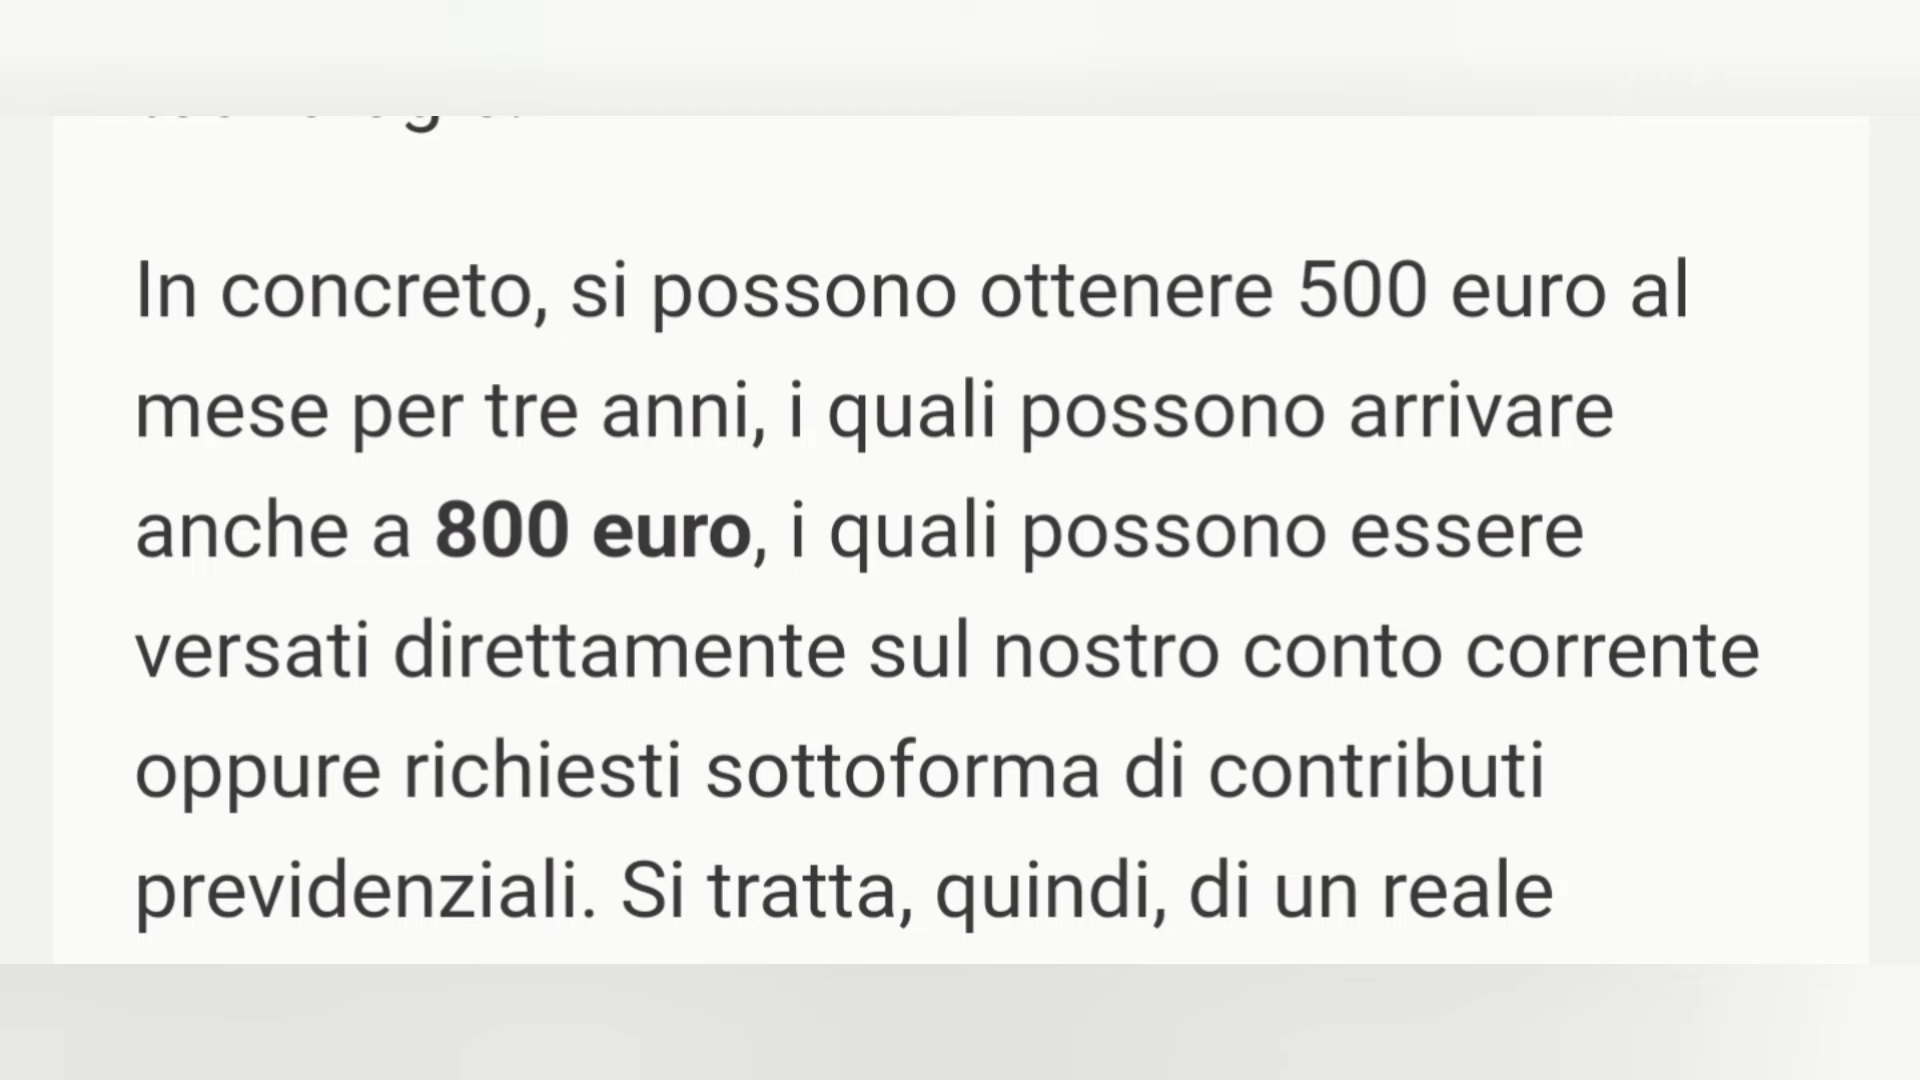 In concreto, si possono ottenere 500 euro al
mese per tre anni, i quali possono arrivare
anche a 800 euro, i quali possono essere
versati direttamente sul nostro conto corrente
oppure richiesti sottoforma di contributi
previdenziali. Si tratta, quindi, di un reale